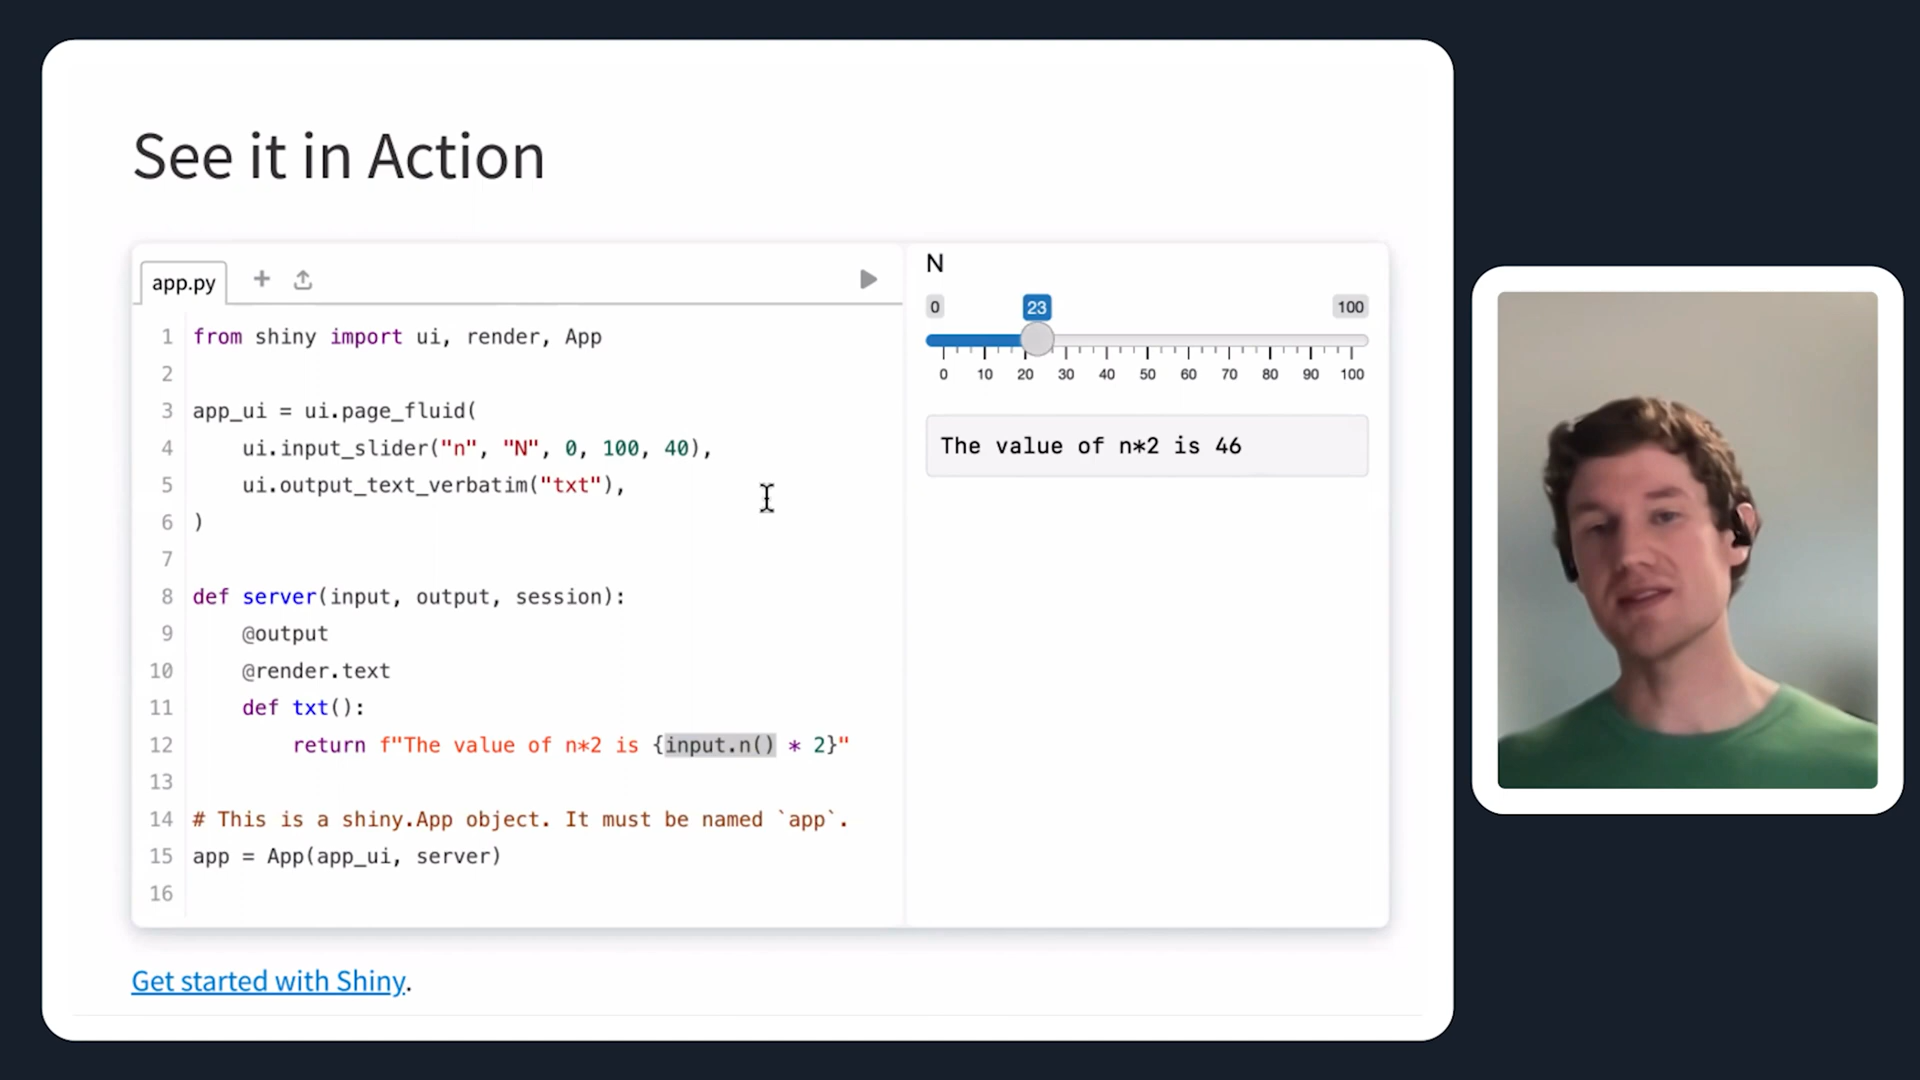 See it in Action
app.py
1 from shiny import ui, render, App
2
3 app_ui = ui.page_fluid(
4     ui.input_slider("n", "N", 0, 100, 40),
5     ui.output_text_verbatim("txt"),
6 )
7
8 def server(input, output, session):
9     @output
10     @render.text
11     def txt():
12         return f"The value of n*2 is {input.n() * 2}"
13
14 # This is a shiny.App object. It must be named `app`.
15 app = App(app_ui, server)
16
N
0 23 100
0 10 20 30 40 50 60 70 80 90 100
The value of n*2 is 46
Get started with Shiny.